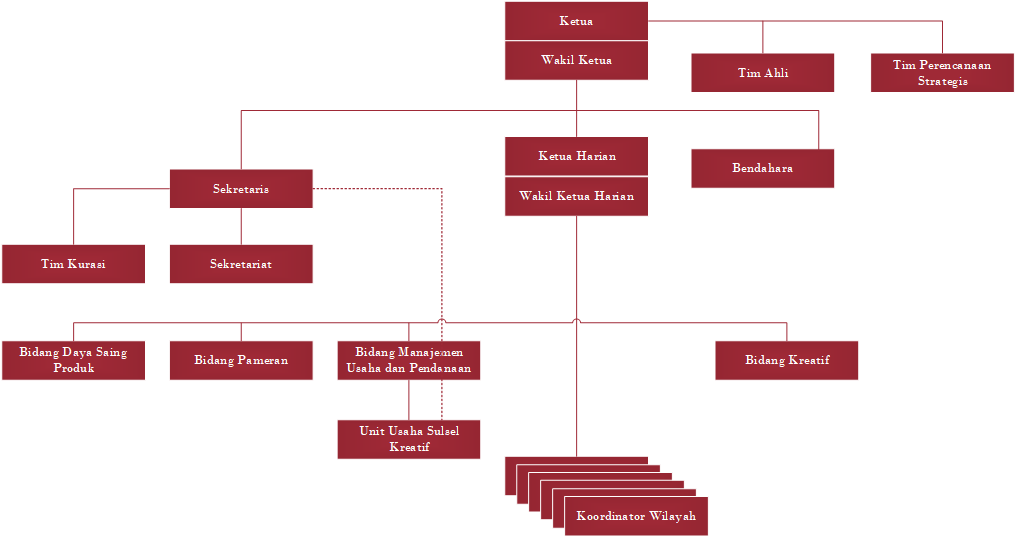 Ketua
Wakil Ketua
Tim Ahli
Tim Perencanaan
Strategis
Ketua Harian
Wakil Ketua Harian
Bendahara
Sekretaris
Tim Kurasi
Sekretariat
Bidang Daya Saing
Produk
Bidang Pameran
Bidang Manajemen
Usaha dan Pendanaan
Bidang Kreatif
Unit Usaha Sulsel
Kreatif
Koordinator Wilayah